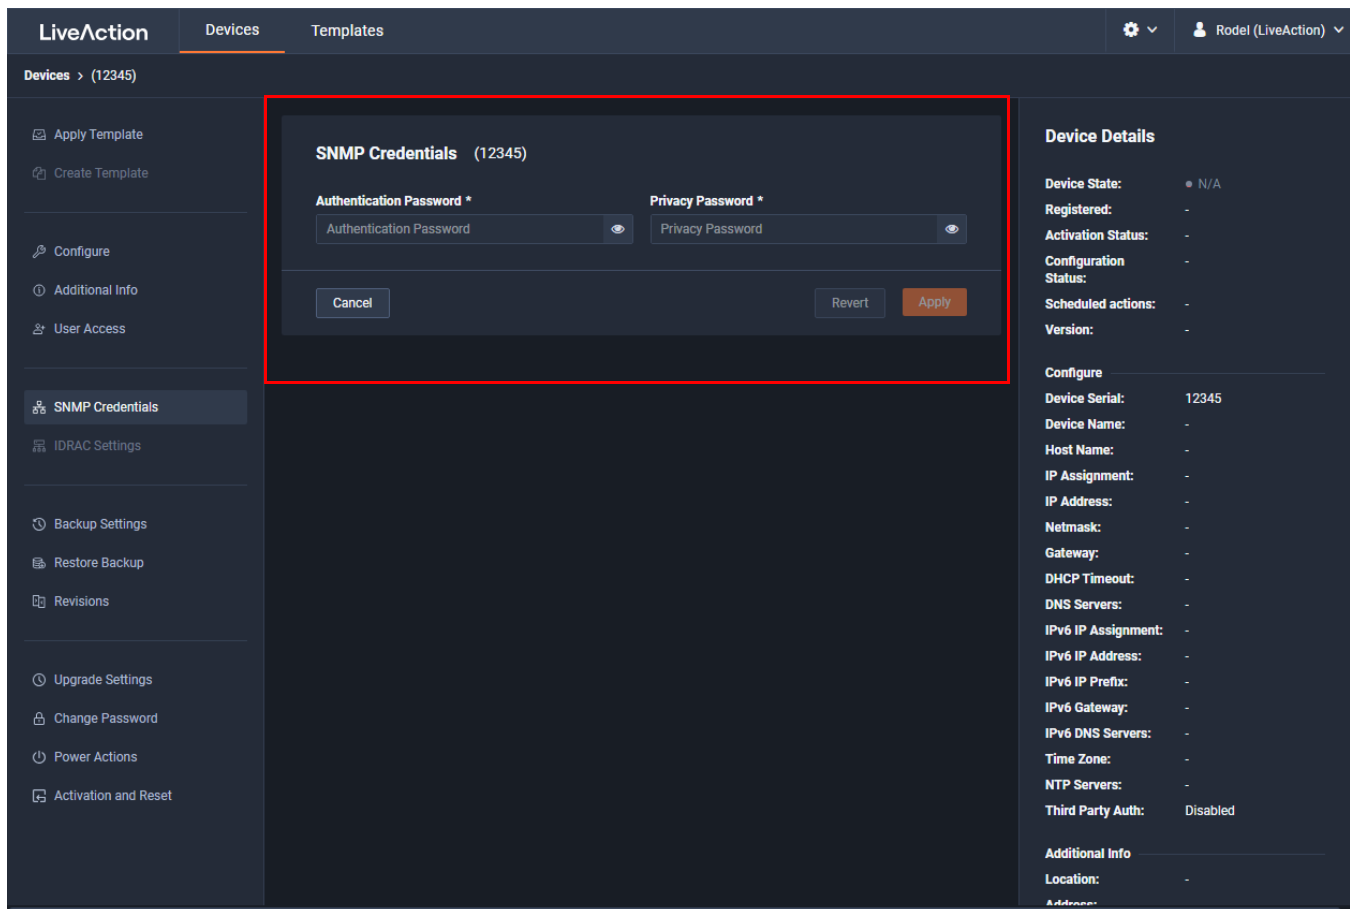 LiveAction
Devices
Templates
Rodel (LiveAction)
Devices > (12345)
Apply Template
Create Template
Configure
Additional Info
User Access
SNMP Credentials
IDRAC Settings
Backup Settings
Restore Backup
Revisions
Upgrade Settings
Change Password
Power Actions
Activation and Reset
SNMP Credentials (12345)
Authentication Password * Privacy Password *
Authentication Password Privacy Password
Cancel Revert Apply
Device Details
Device State: N/A
Registered: -
Activation Status: -
Configuration -
Status:
Scheduled actions: -
Version: -
Configure
Device Serial: 12345
Device Name: -
Host Name: -
IP Assignment: -
IP Address: -
Netmask: -
Gateway: -
DHCP Timeout: -
DNS Servers: -
IPv6 IP Assignment: -
IPv6 IP Address: -
IPv6 IP Prefix: -
IPv6 Gateway: -
IPv6 DNS Servers: -
Time Zone: -
NTP Servers: -
Third Party Auth: Disabled
Additional Info
Location: -
Address: